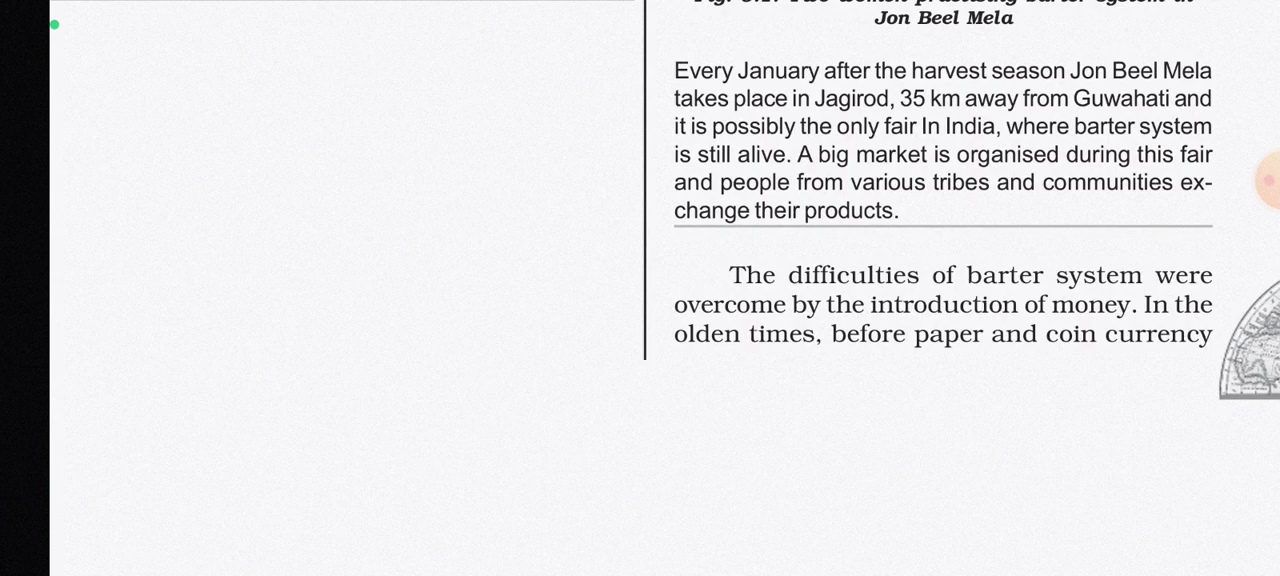 Jon Beel Mela
Every January after the harvest season Jon Beel Mela
takes place in Jagirod, 35 km away from Guwahati and
it is possibly the only fair In India, where barter system
is still alive. A big market is organised during this fair
and people from various tribes and communities ex-
change their products.
The difficulties of barter system were
overcome by the introduction of money. In the
olden times, before paper and coin currency